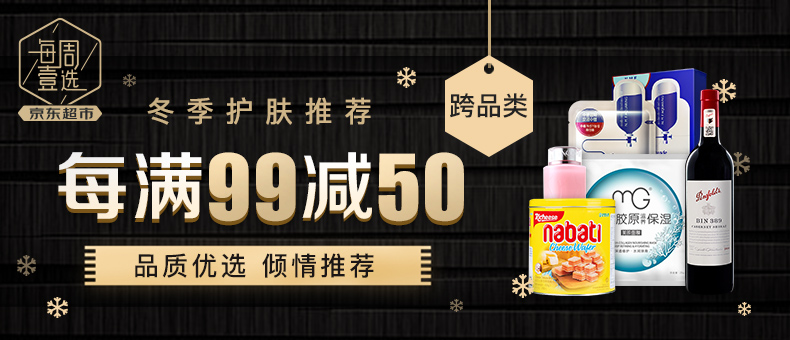 每周
壹选
京东超市
冬季护肤推荐
每满99减50
品质优选 倾情推荐
跨品类
Richeese
nabati
Cheese Wafer
MG
胶原
保湿
Penfolds
BIN 389
CABERNET SHIRAZ